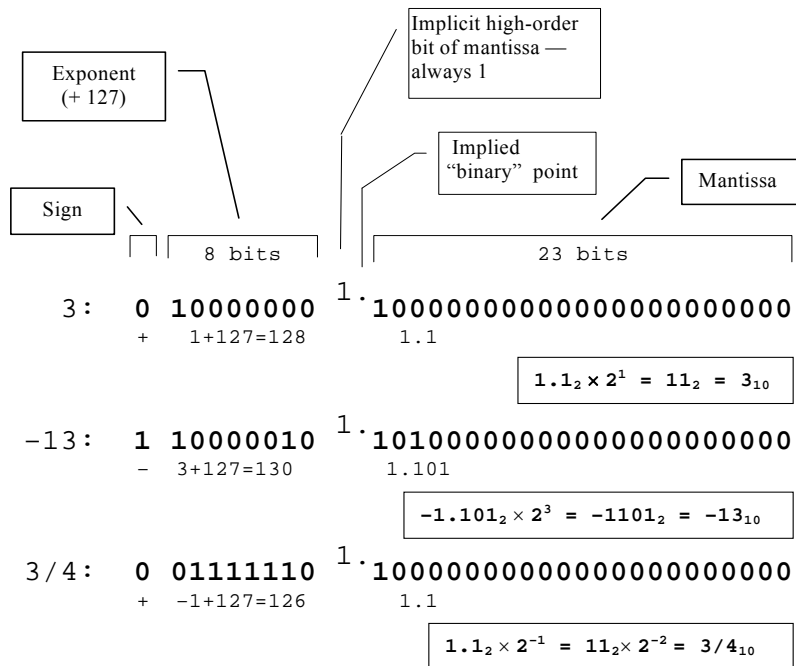 Implicit high-order
bit of mantissa —
always 1
Exponent
(+ 127)
Implied
“binary” point
Mantissa
Sign
8 bits
23 bits
3: 0 10000000 1. 10000000000000000000000
+ 1+127=128 1.1
1.1₂ × 2¹ = 11₂ = 3₁₀
−13: 1 10000010 1. 10100000000000000000000
− 3+127=130 1.101
−1.101₂ × 2³ = −1101₂ = −13₁₀
3/4: 0 01111110 1. 10000000000000000000000
+ −1+127=126 1.1
1.1₂ × 2⁻¹ = 11₂ × 2⁻² = 3/4₁₀